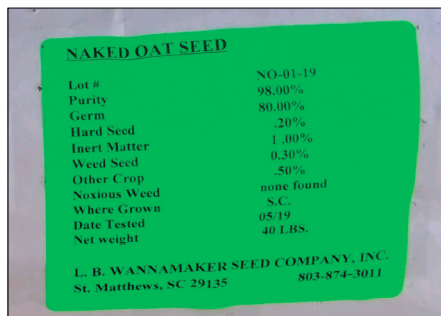 NAKED OAT SEED
Lot # NO-01-19
Purity 98.00%
Germ 80.00%
Hard Seed .20%
Inert Matter 1 .00%
Weed Seed 0.30%
Other Crop .50%
Noxious Weed none found
Where Grown S.C.
Date Tested 05/19
Net weight 40 LBS.
L. B. WANNAMAKER SEED COMPANY, INC.
St. Matthews, SC 29135 803-874-3011